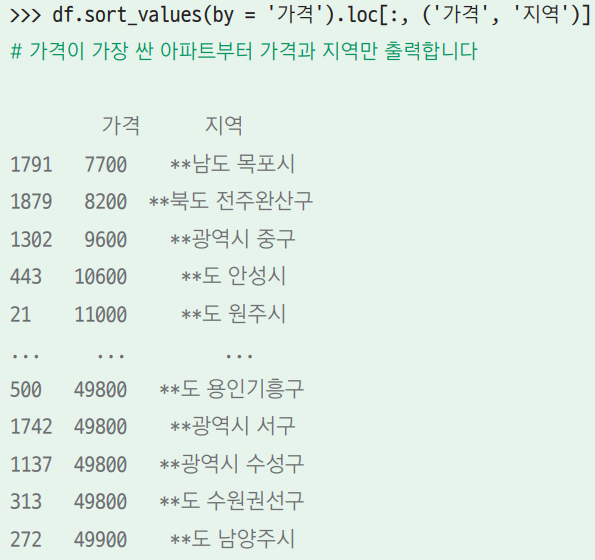 >>> df.sort_values(by = '가격').loc[:, ('가격', '지역')]
# 가격이 가장 싼 아파트부터 가격과 지역만 출력합니다
가격 지역
1791 7700 **남도 목포시
1879 8200 **북도 전주완산구
1302 9600 **광역시 중구
443 10600 **도 안성시
21 11000 **도 원주시
... ... ...
500 49800 **도 용인기흥구
1742 49800 **광역시 서구
1137 49800 **광역시 수성구
313 49800 **도 수원권선구
272 49900 **도 남양주시